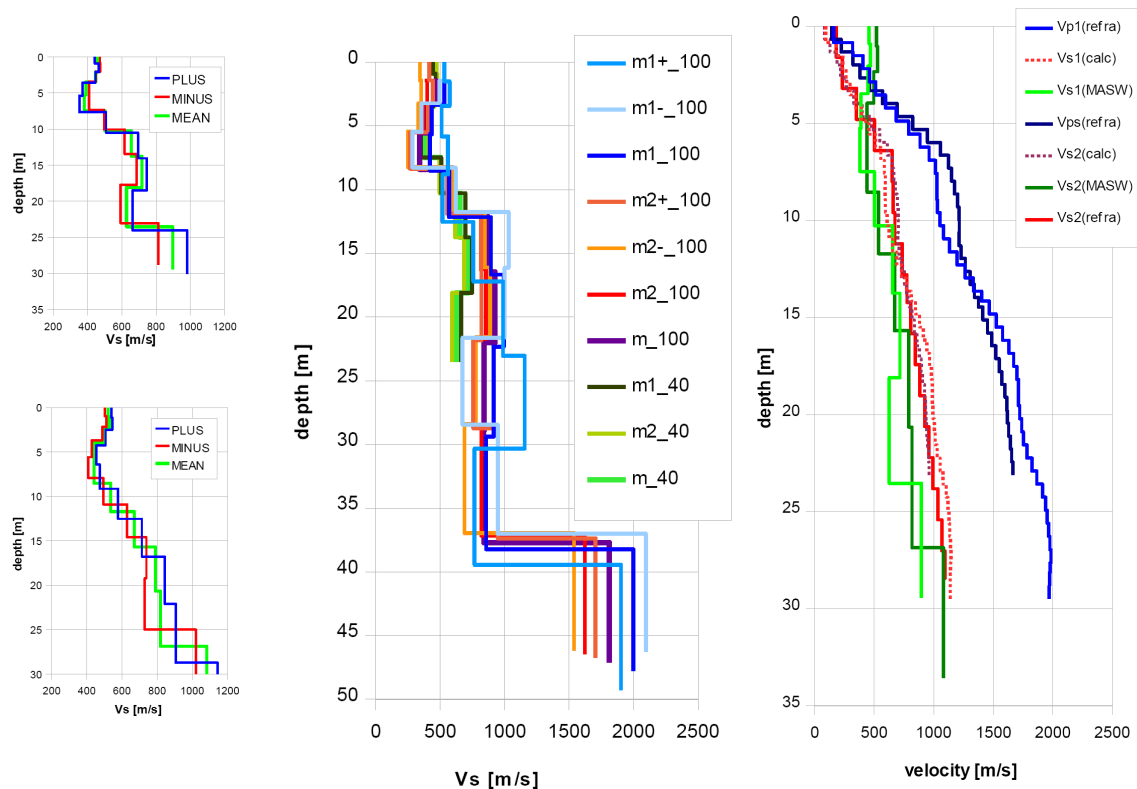 0
5
10
15
20
25
30
35
depth [m]
200 400 600 800 1000 1200
Vs [m/s]
PLUS
MINUS
MEAN
0
5
10
15
20
25
30
depth [m]
200 400 600 800 1000 1200
Vs [m/s]
PLUS
MINUS
MEAN
0
5
10
15
20
25
30
35
40
45
50
depth [m]
0 500 1000 1500 2000 2500
Vs [m/s]
m1+_100
m1-_100
m1_100
m2+_100
m2-_100
m2_100
m_100
m1_40
m2_40
m_40
0
5
10
15
20
25
30
35
depth [m]
0 500 1000 1500 2000 2500
velocity [m/s]
Vp1(refra)
Vs1(calc)
Vs1(MASW)
Vps(refra)
Vs2(calc)
Vs2(MASW)
Vs2(refra)